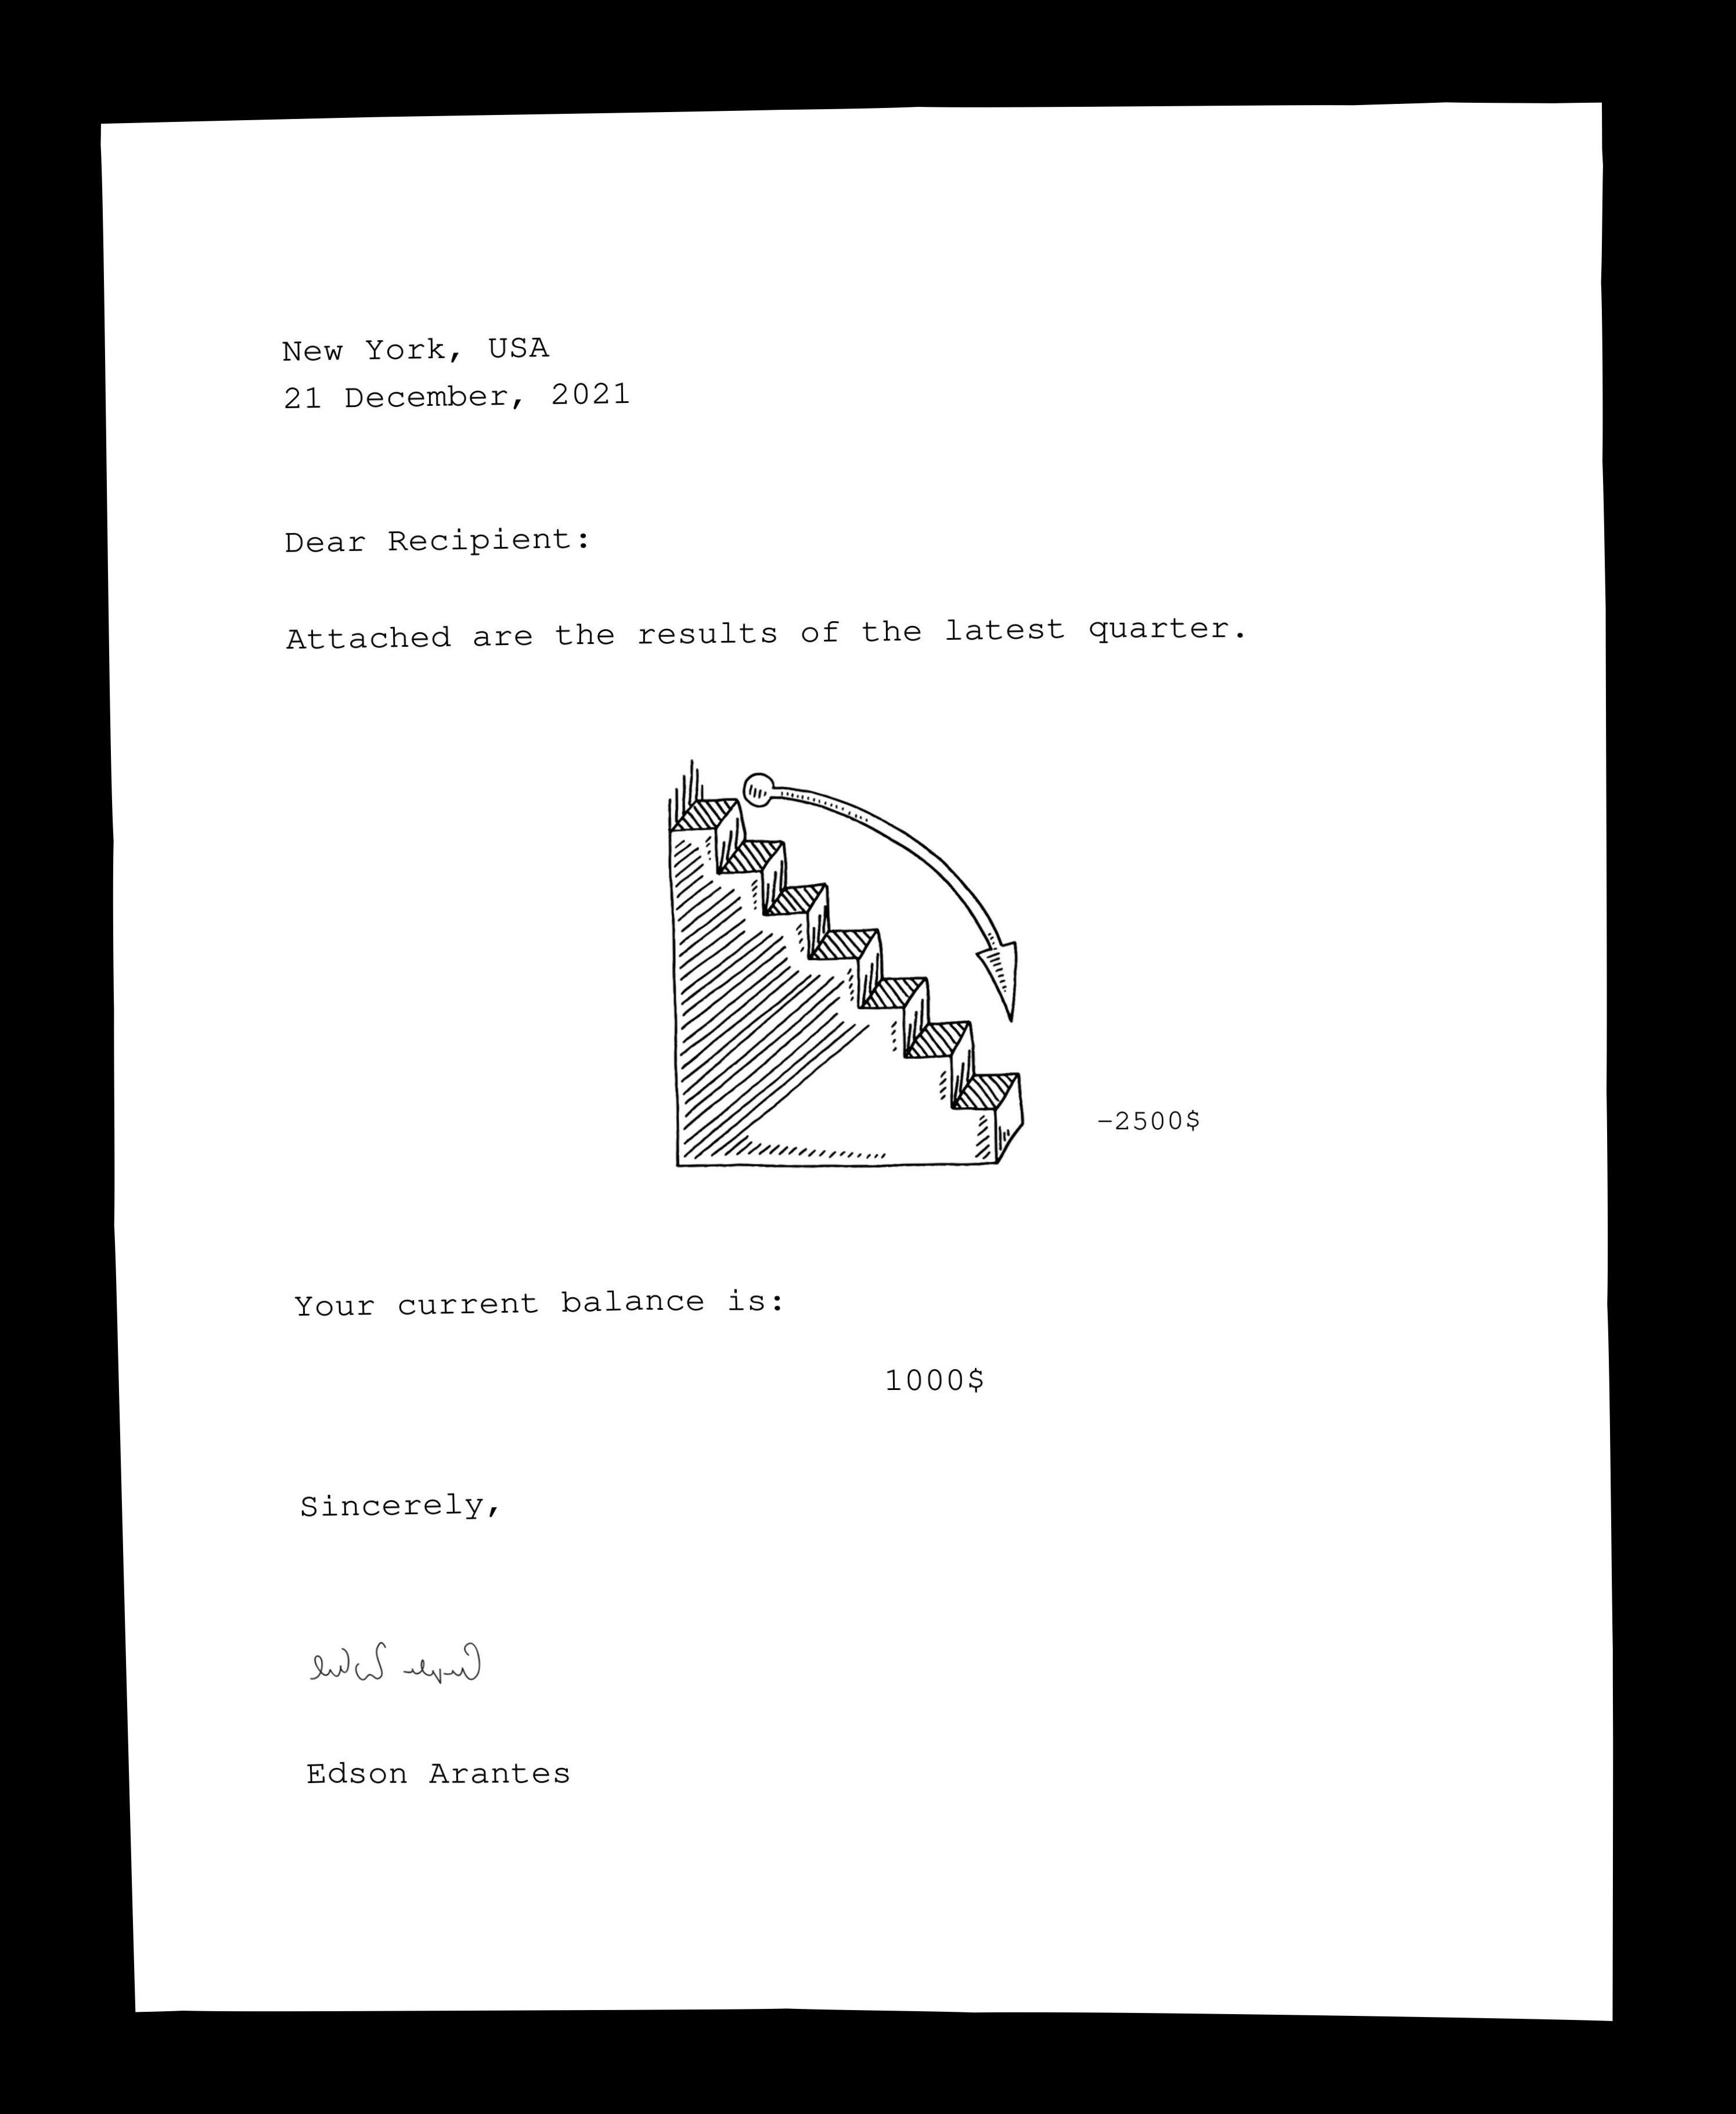 New York, USA
21 December, 2021
Dear Recipient:
Attached are the results of the latest quarter.
-2500$
Your current balance is:
1000$
Sincerely,
Edson Arantes